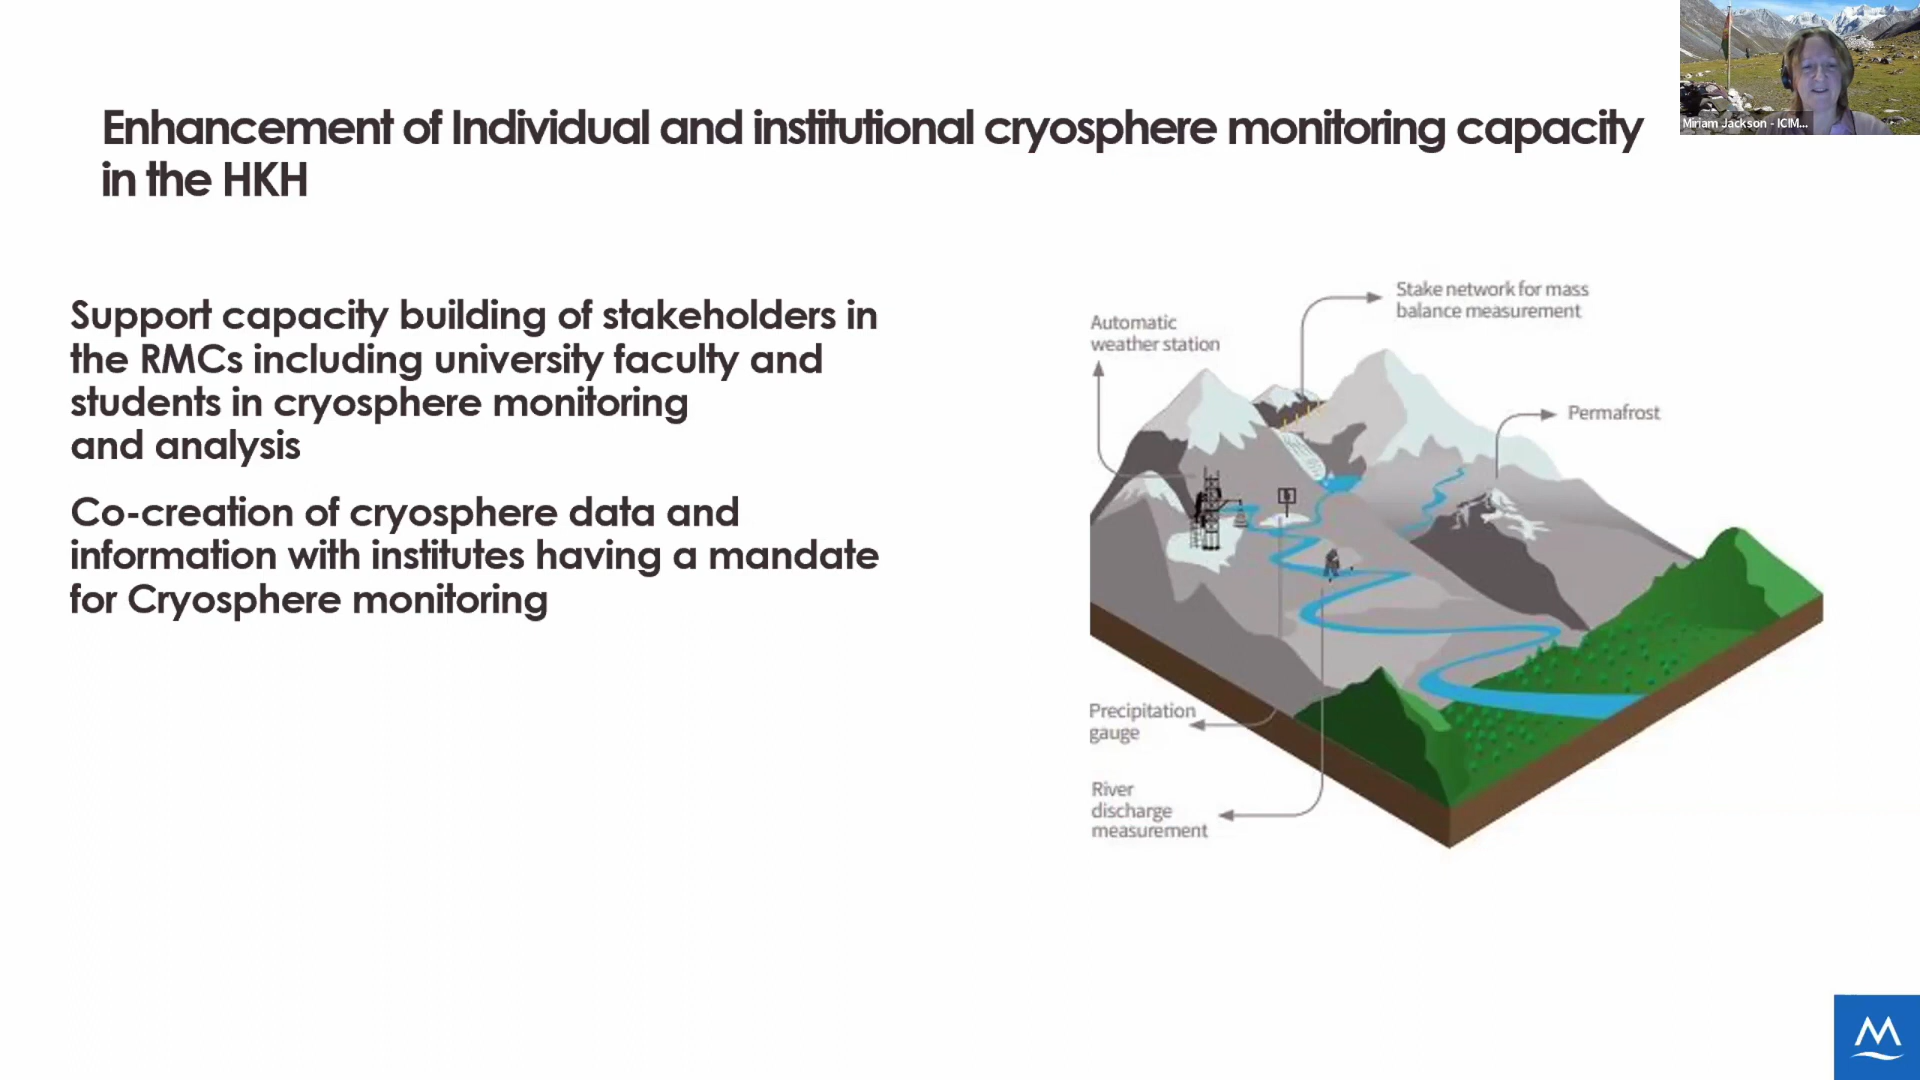 Enhancement of Individual and institutional cryosphere monitoring capacity
in the HKH
Miriam Jackson - ICIM...
Support capacity building of stakeholders in
the RMCs including university faculty and
students in cryosphere monitoring
and analysis
Co-creation of cryosphere data and
information with institutes having a mandate
for Cryosphere monitoring
Stake network for mass
balance measurement
Automatic
weather station
Permafrost
Precipitation
gauge
River
discharge
measurement